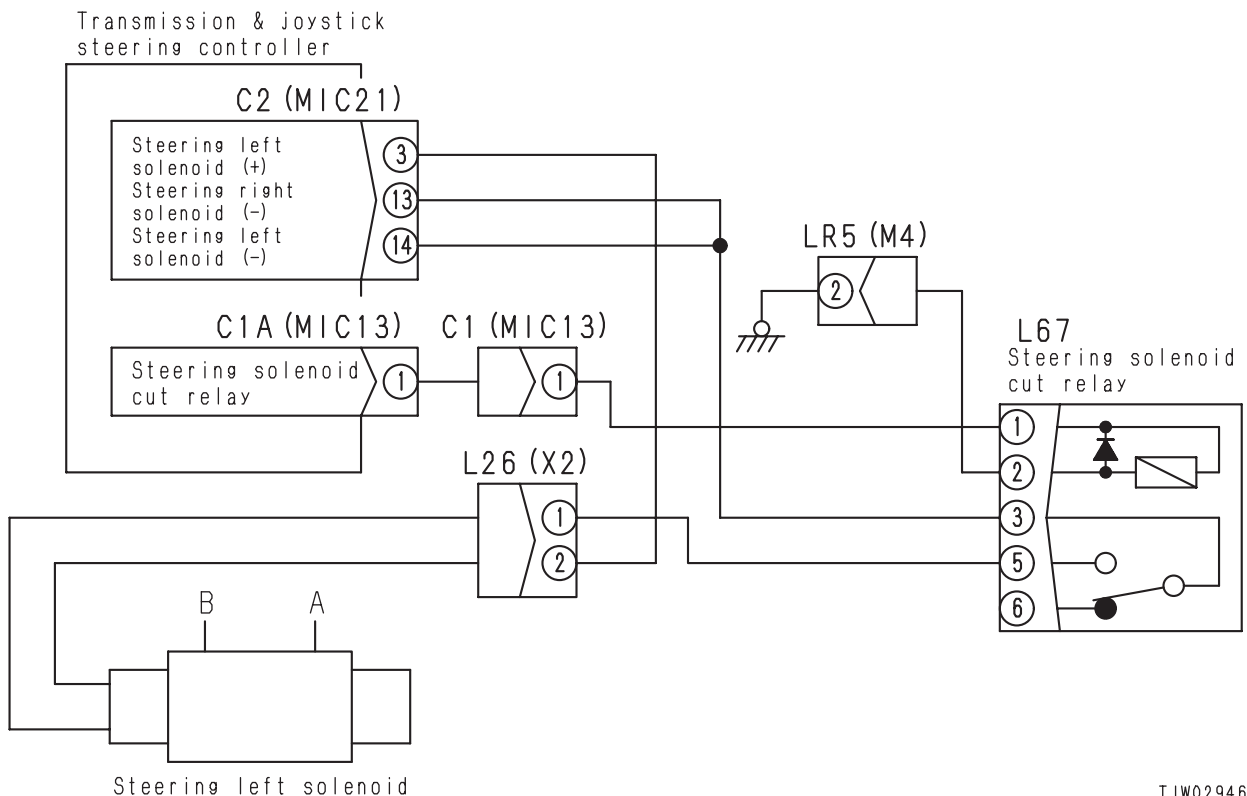 Transmission & joystick
steering controller
C2 (MIC21)
Steering left
solenoid (+)
Steering right
solenoid (-)
Steering left
solenoid (-)
3
13
14
LR5 (M4)
2
C1A (MIC13)
C1 (MIC13)
Steering solenoid
cut relay
1
1
L67
Steering solenoid
cut relay
1
2
3
5
6
L26 (X2)
1
2
B
A
Steering left solenoid
TJW02946